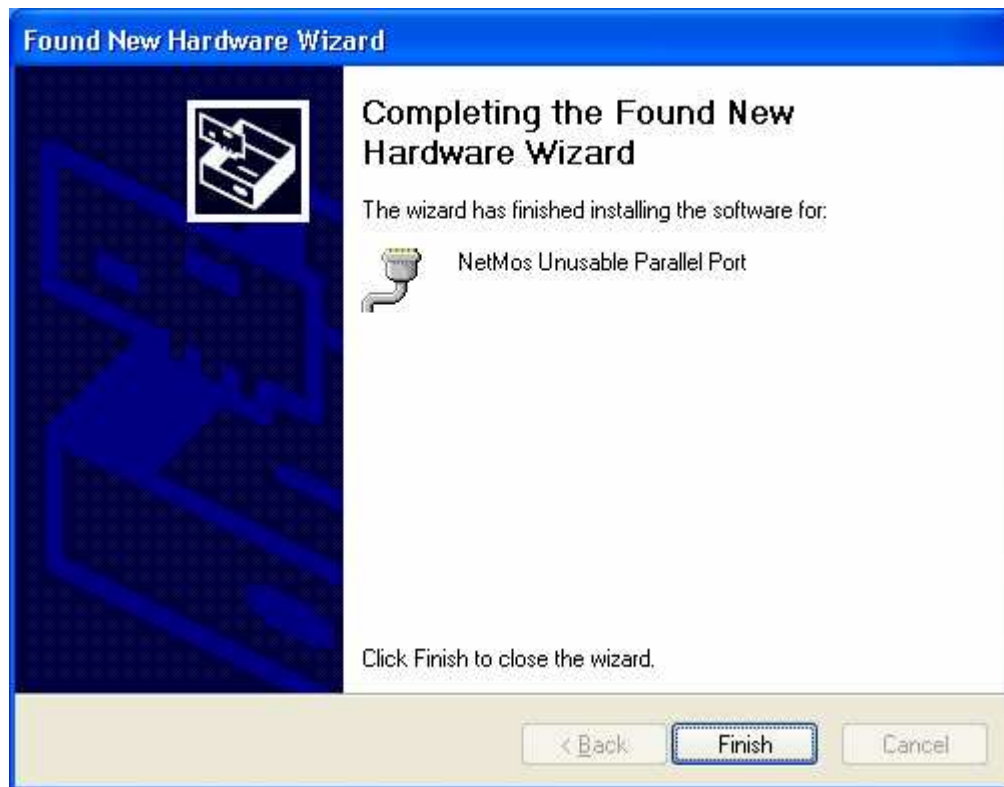 Found New Hardware Wizard
Completing the Found New
Hardware Wizard
The wizard has finished installing the software for:
NetMos Unusable Parallel Port
Click Finish to close the wizard.
< Back
Finish
Cancel